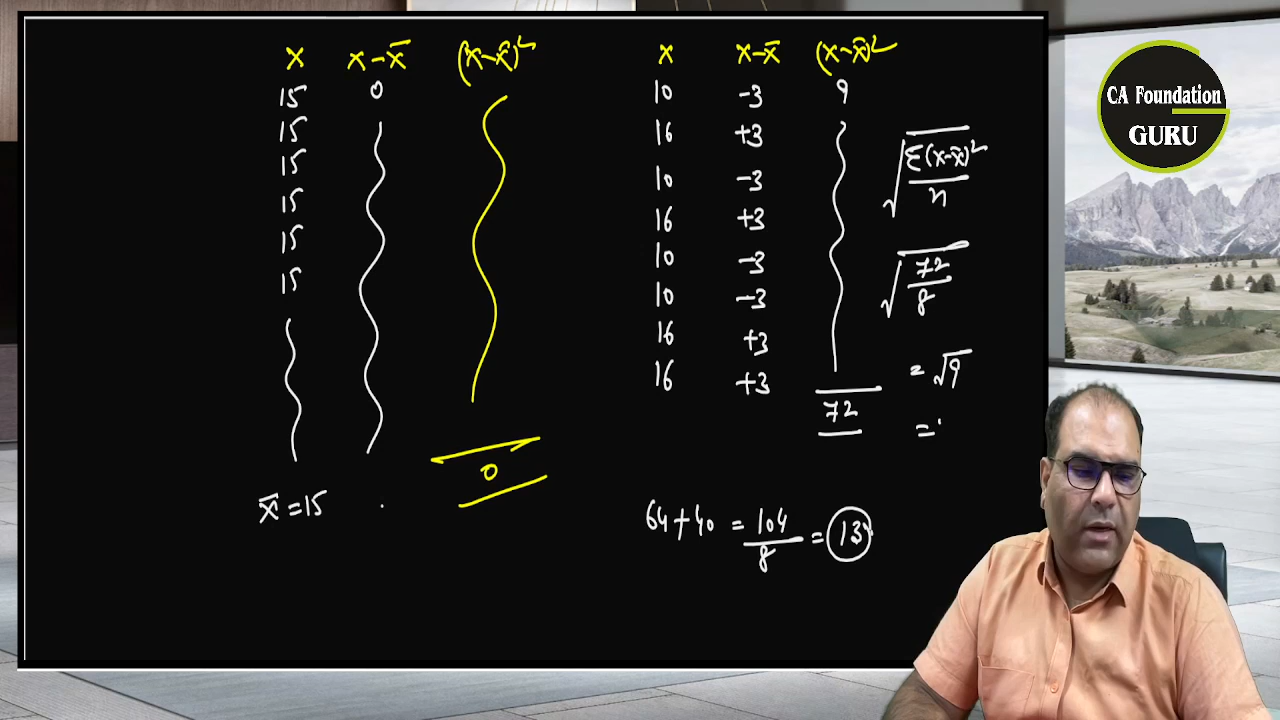 x x-x̄ (x-x̄)²
15 0
15
15
15
15
15
0
x̄ = 15
x x-x̄ (x-x̄)²
10 -3 9
16 +3
10 -3
16 +3
10 -3
10 -3
16 +3
16 +3
72
√Σ(x-x̄)²/n
√72/8
= √9
=
64+40 = 104/8 = 13
CA Foundation
GURU